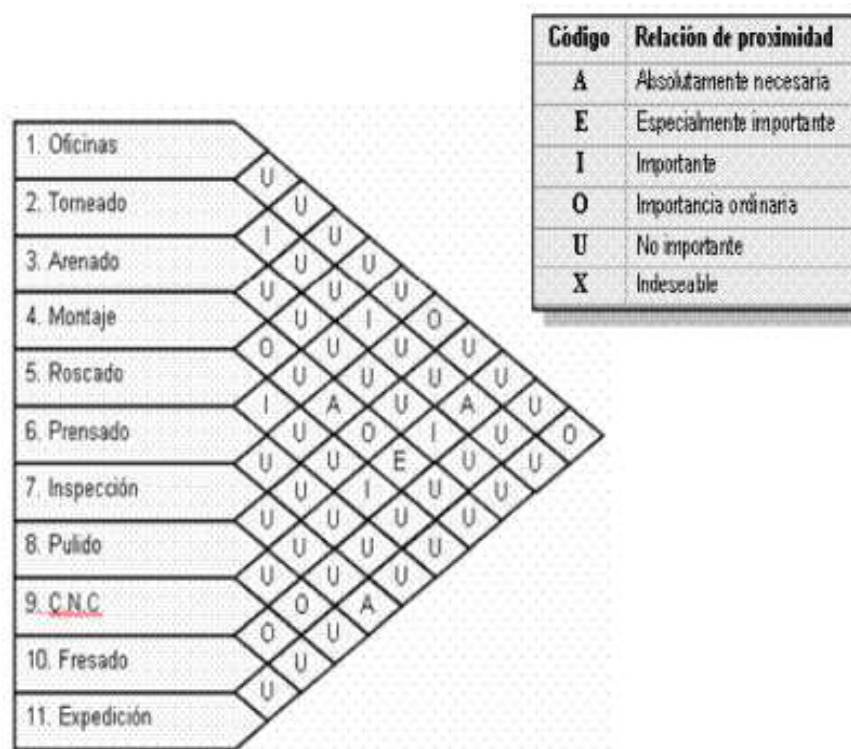 Código Relación de proximidad
A Absolutamente necesaria
E Especialmente importante
I Importante
O Importancia ordinaria
U No importante
X Indeseable
1. Oficinas
2. Torneado
3. Arenado
4. Montaje
5. Roscado
6. Prensado
7. Inspección
8. Pulido
9. C.N.C
10. Fresado
11. Expedición
U
U
I U
U U
U U U
U I O
O U U U
U U U U
I A U A U
U O I U O
U U E U U
U I U U
U U U U
U U U
U U U
O A
O U
U
U